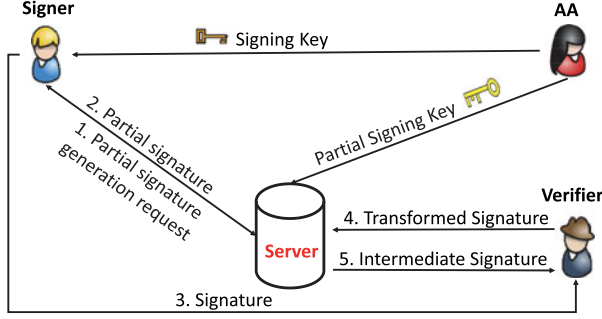 Signer
AA
Signing Key
Partial Signing Key
2. Partial signature
1. Partial signature
generation request
Verifier
4. Transformed Signature
Server
5. Intermediate Signature
3. Signature